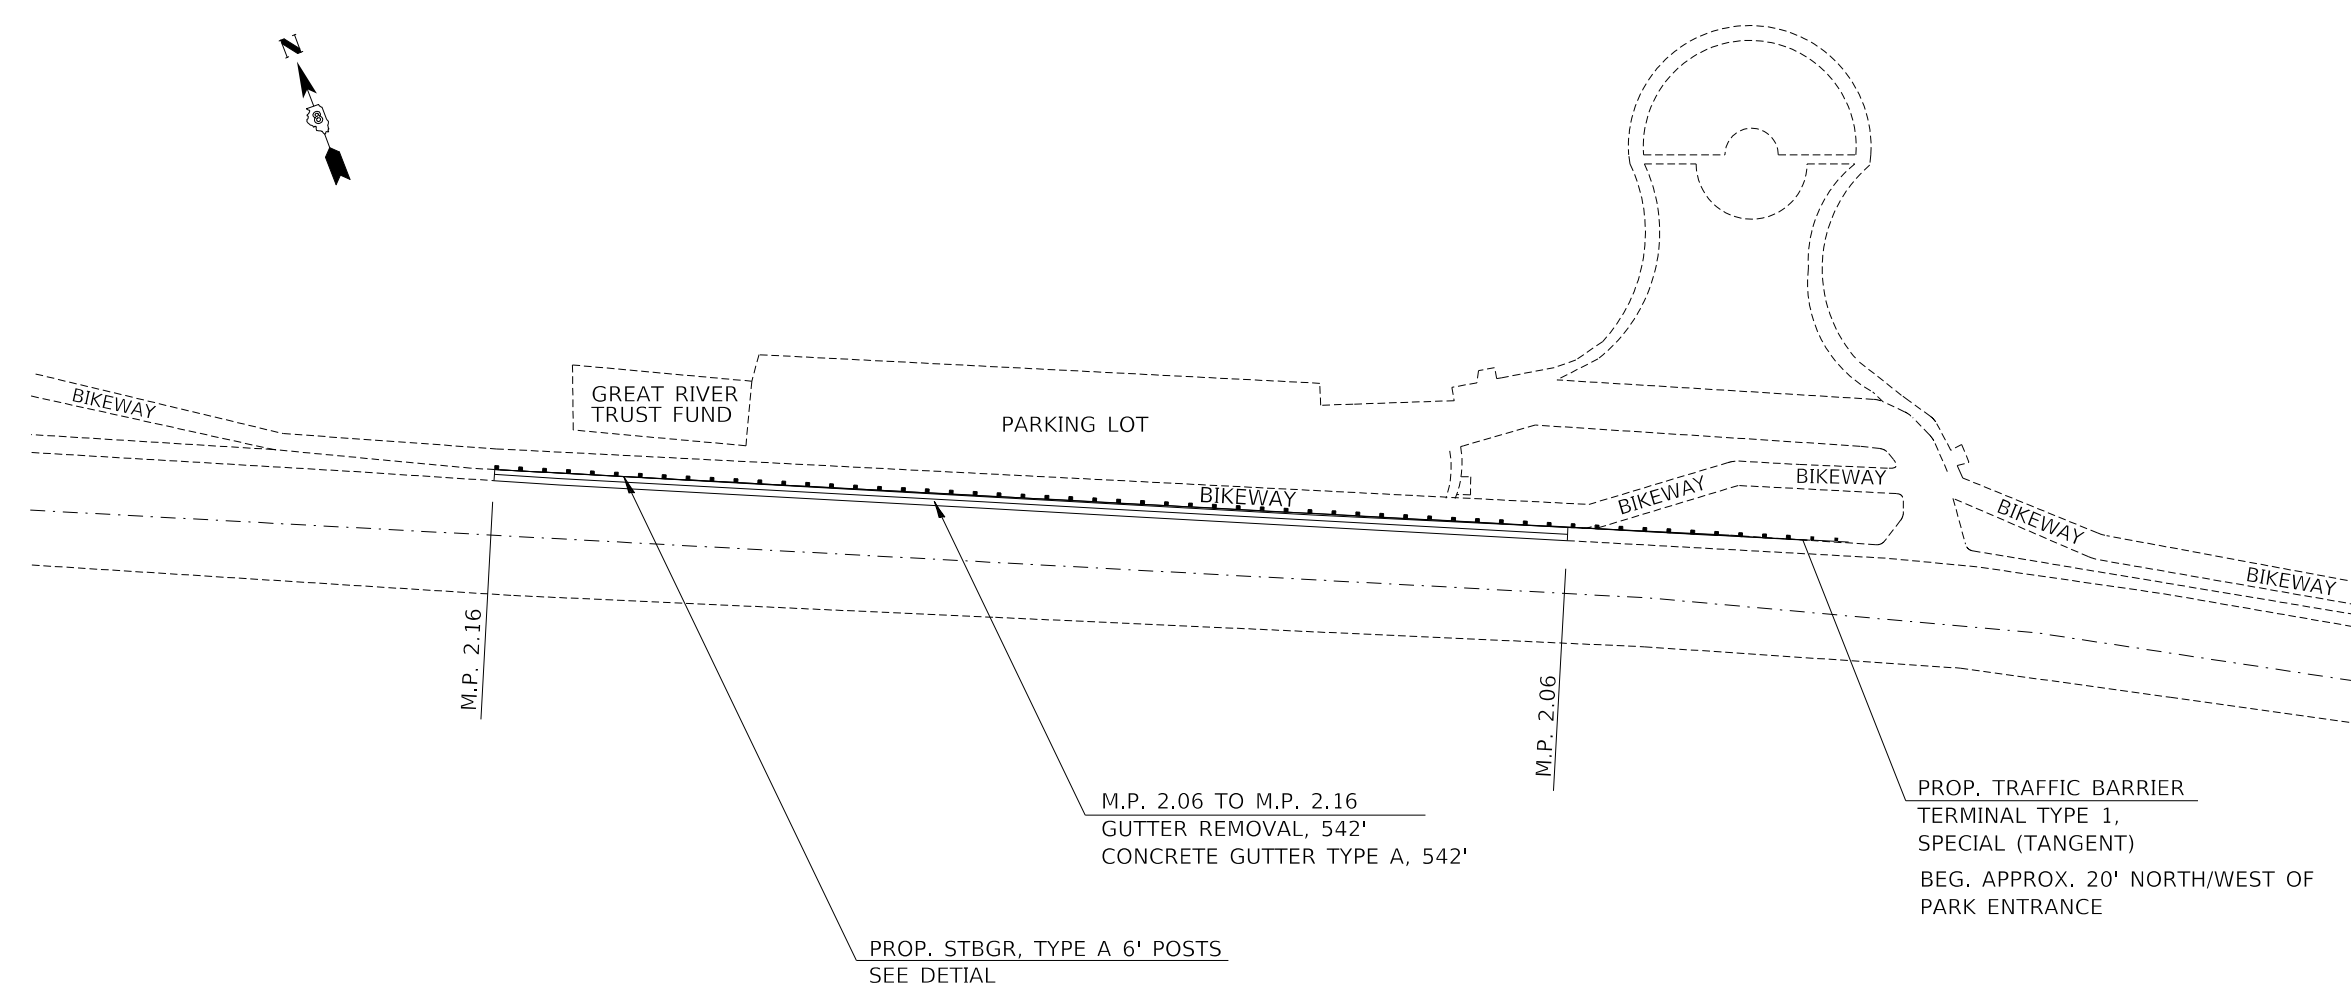 N
8
BIKEWAY
GREAT RIVER
TRUST FUND
PARKING LOT
BIKEWAY
BIKEWAY
BIKEWAY
BIKEWAY
BIKEWAY
M.P. 2.16
M.P. 2.06
M.P. 2.06 TO M.P. 2.16
GUTTER REMOVAL, 542'
CONCRETE GUTTER TYPE A, 542'
PROP. TRAFFIC BARRIER
TERMINAL TYPE 1,
SPECIAL (TANGENT)
BEG. APPROX. 20' NORTH/WEST OF
PARK ENTRANCE
PROP. STBGR, TYPE A 6' POSTS
SEE DETIAL